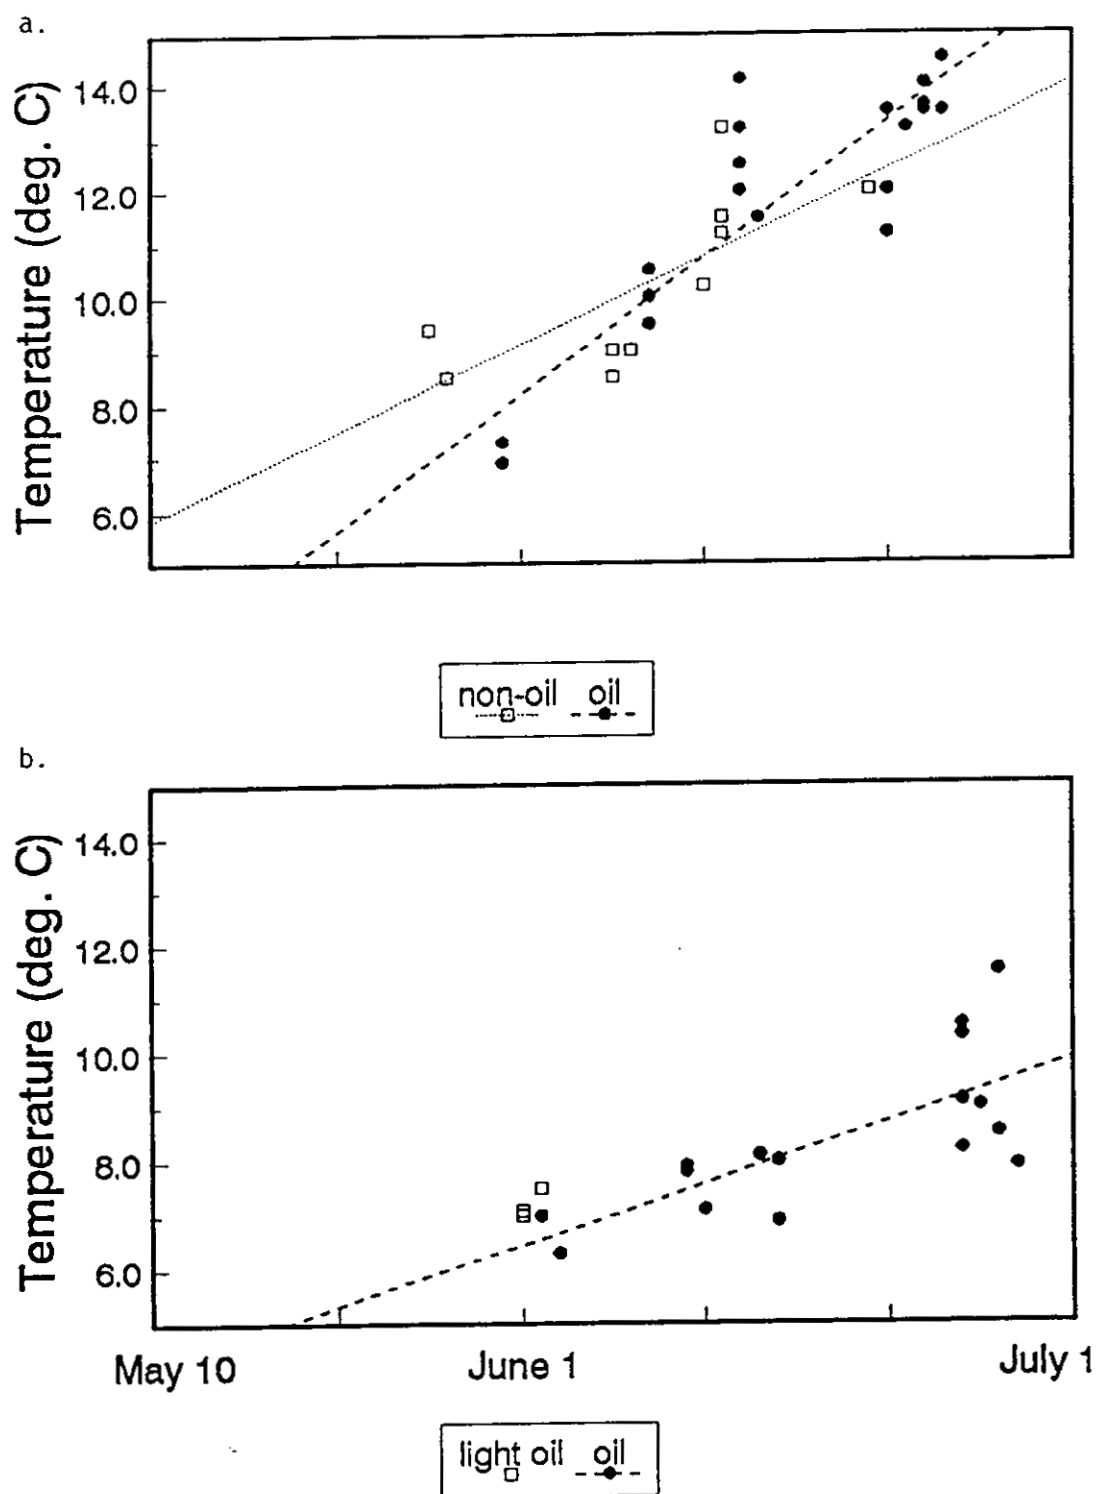 a.
Temperature (deg. C)
14.0
12.0
10.0
8.0
6.0
non-oil oil
b.
Temperature (deg. C)
14.0
12.0
10.0
8.0
6.0
May 10 June 1 July 1
light oil oil